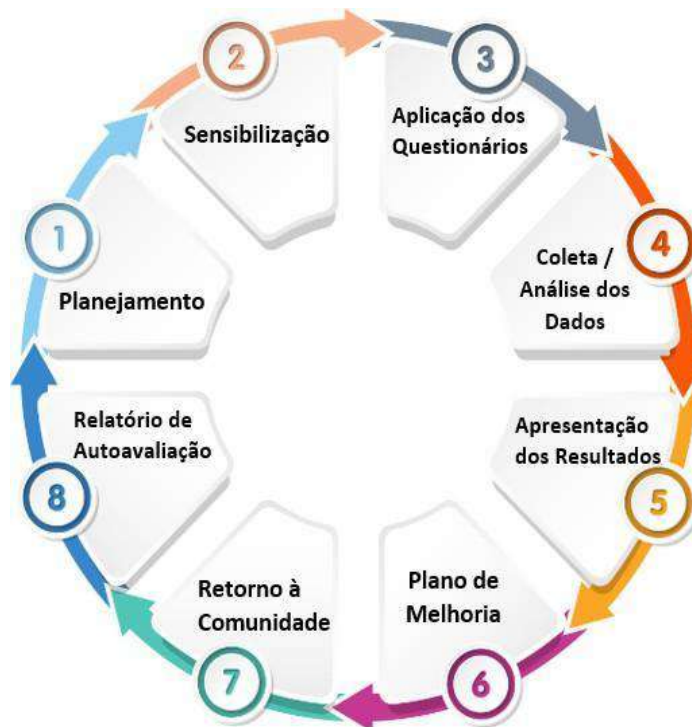 1
Planejamento
2
Sensibilização
3
Aplicação dos
Questionários
4
Coleta /
Análise dos
Dados
5
Apresentação
dos Resultados
6
Plano de
Melhoria
7
Retorno à
Comunidade
8
Relatório de
Autoavaliação